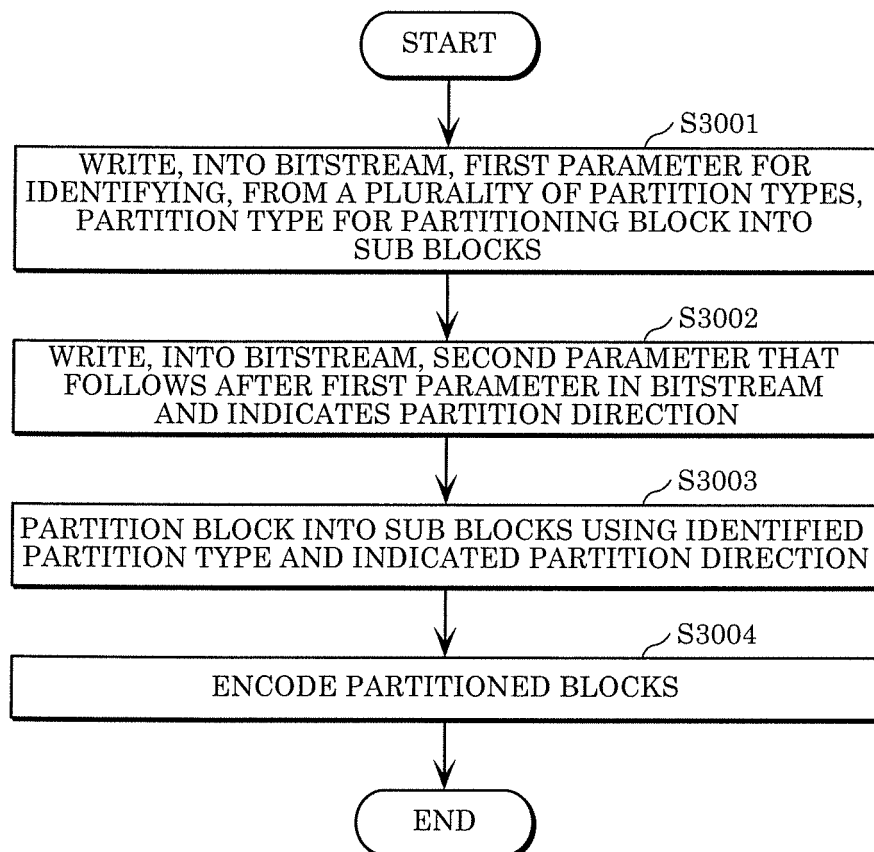 START
S3001
WRITE, INTO BITSTREAM, FIRST PARAMETER FOR
IDENTIFYING, FROM A PLURALITY OF PARTITION TYPES,
PARTITION TYPE FOR PARTITIONING BLOCK INTO
SUB BLOCKS
S3002
WRITE, INTO BITSTREAM, SECOND PARAMETER THAT
FOLLOWS AFTER FIRST PARAMETER IN BITSTREAM
AND INDICATES PARTITION DIRECTION
S3003
PARTITION BLOCK INTO SUB BLOCKS USING IDENTIFIED
PARTITION TYPE AND INDICATED PARTITION DIRECTION
S3004
ENCODE PARTITIONED BLOCKS
END